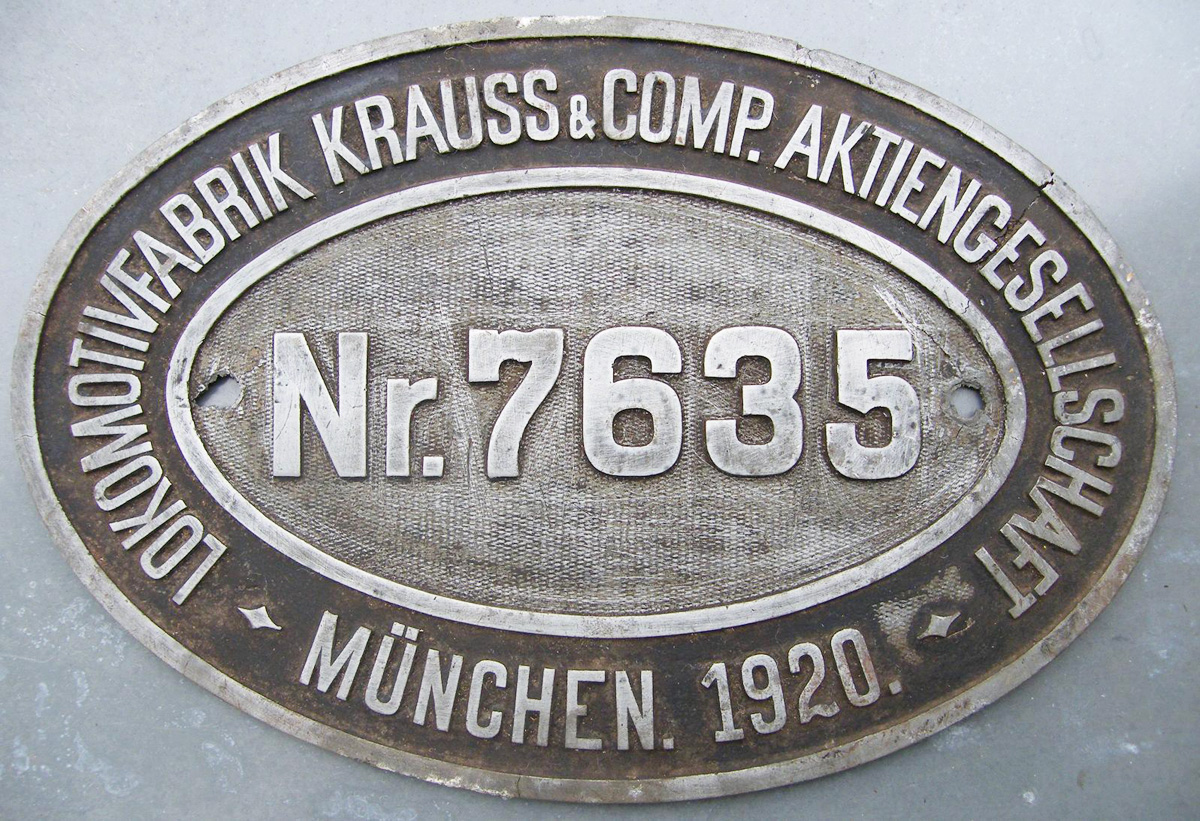 LOKOMOTIVFABRIK KRAUSS & COMP. AKTIENGESELLSCHAFT
Nr. 7635
MÜNCHEN. 1920.